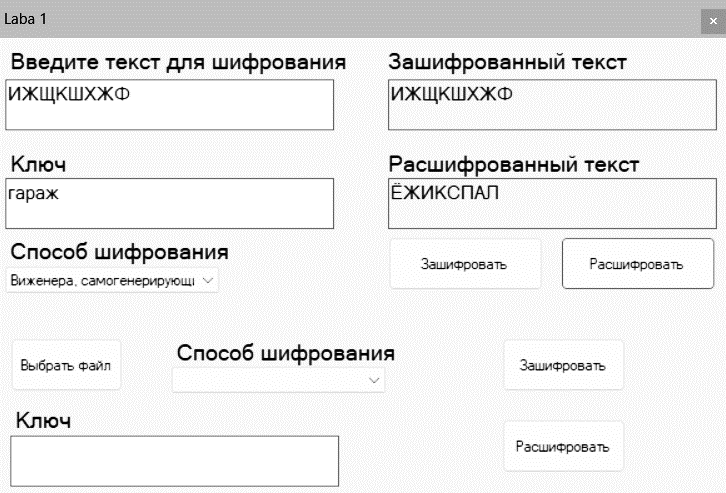 Laba 1
Введите текст для шифрования
Зашифрованный текст
ИЖЩКШХЖФ
ИЖЩКШХЖФ
Ключ
Расшифрованный текст
гараж
ЁЖИКСПАЛ
Способ шифрования
Зашифровать
Расшифровать
Виженера, самогенерирующ
Выбрать файл
Способ шифрования
Зашифровать
Ключ
Расшифровать